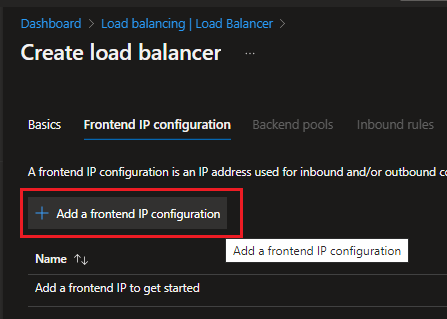 Dashboard > Load balancing | Load Balancer >
Create load balancer ...
Basics Frontend IP configuration Backend pools Inbound rules
A frontend IP configuration is an IP address used for inbound and/or outbound
+ Add a frontend IP configuration
Add a frontend IP configuration
Name ↑↓
Add a frontend IP to get started